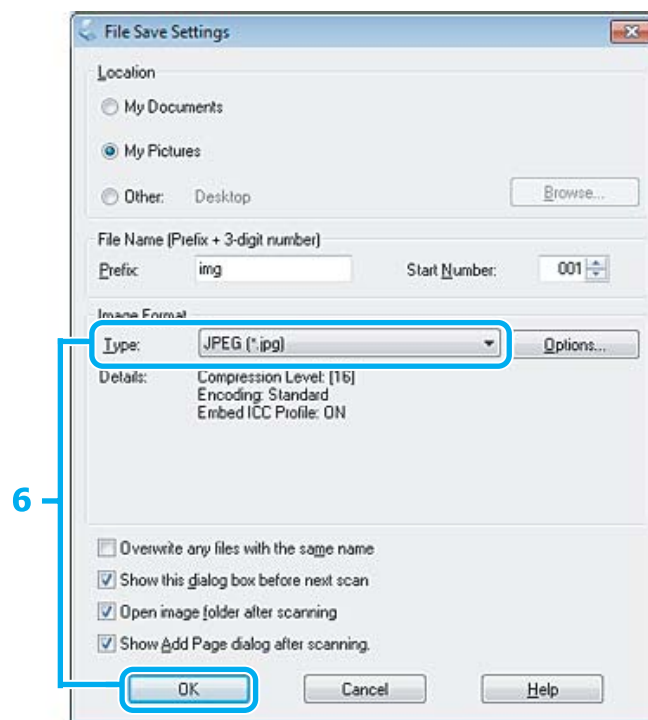 File Save Settings
Location
My Documents
My Pictures
Other: Desktop Browse...
File Name (Prefix + 3-digit number)
Prefix: img Start Number: 001
Image Format
Type: JPEG (*.jpg) Options...
Details: Compression Level: [16]
Encoding: Standard
Embed ICC Profile: ON
6
Overwrite any files with the same name
Show this dialog box before next scan
Open image folder after scanning
Show Add Page dialog after scanning.
OK Cancel Help